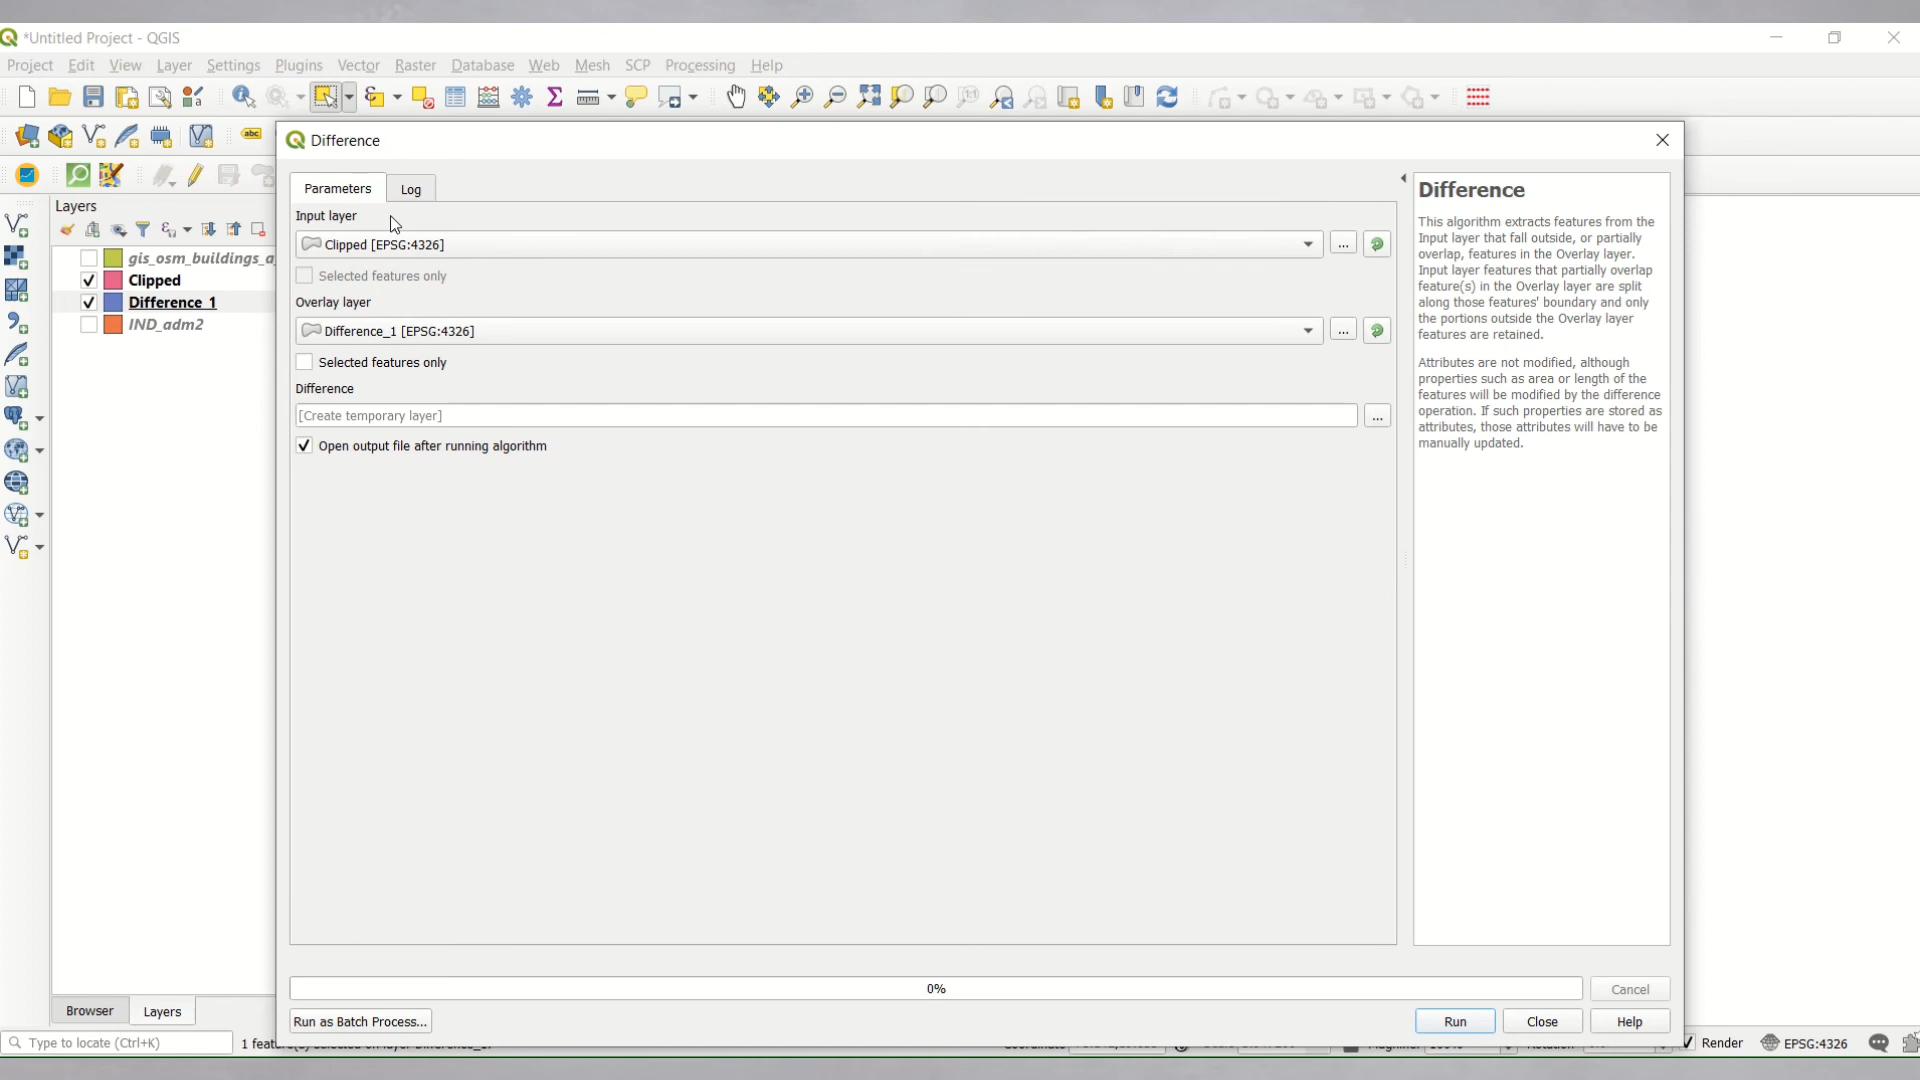 *Untitled Project - QGIS
Project Edit View Layer Settings Plugins Vector Raster Database Web Mesh SCP Processing Help
abc
Difference
Parameters
Log
Layers
gis_osm_buildings_a
Clipped
Difference_1
IND_adm2
Input layer
Clipped [EPSG:4326]
...
Selected features only
Overlay layer
Difference_1 [EPSG:4326]
...
Selected features only
Difference
[Create temporary layer]
...
Open output file after running algorithm
Difference
This algorithm extracts features from the
Input layer that fall outside, or partially
overlap, features in the Overlay layer.
Input layer features that partially overlap
feature(s) in the Overlay layer are split
along those features' boundary and only
the portions outside the Overlay layer
features are retained.
Attributes are not modified, although
properties such as area or length of the
features will be modified by the difference
operation. If such properties are stored as
attributes, those attributes will have to be
manually updated.
0%
Cancel
Run as Batch Process...
Run
Close
Help
Browser
Layers
Type to locate (Ctrl+K)
Render
EPSG:4326